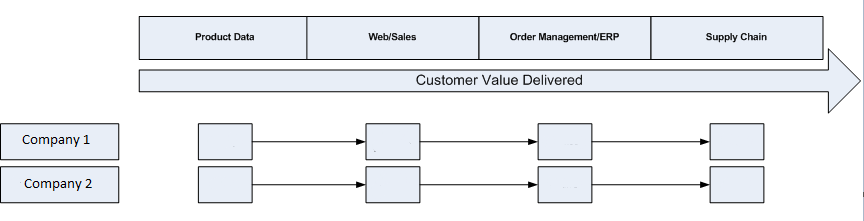 Product Data
Web/Sales
Order Management/ERP
Supply Chain
Customer Value Delivered
Company 1
Company 2